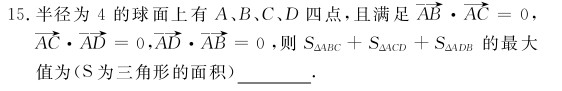 15. 半径为 4 的球面上有 A、B、C、D 四点,且满足 $\overrightarrow{AB} \cdot \overrightarrow{AC} = 0$,
$\overrightarrow{AC} \cdot \overrightarrow{AD} = 0$,$\overrightarrow{AD} \cdot \overrightarrow{AB} = 0$,则 $S_{\triangle ABC} + S_{\triangle ACD} + S_{\triangle ADB}$ 的最大
值为(S 为三角形的面积)________.